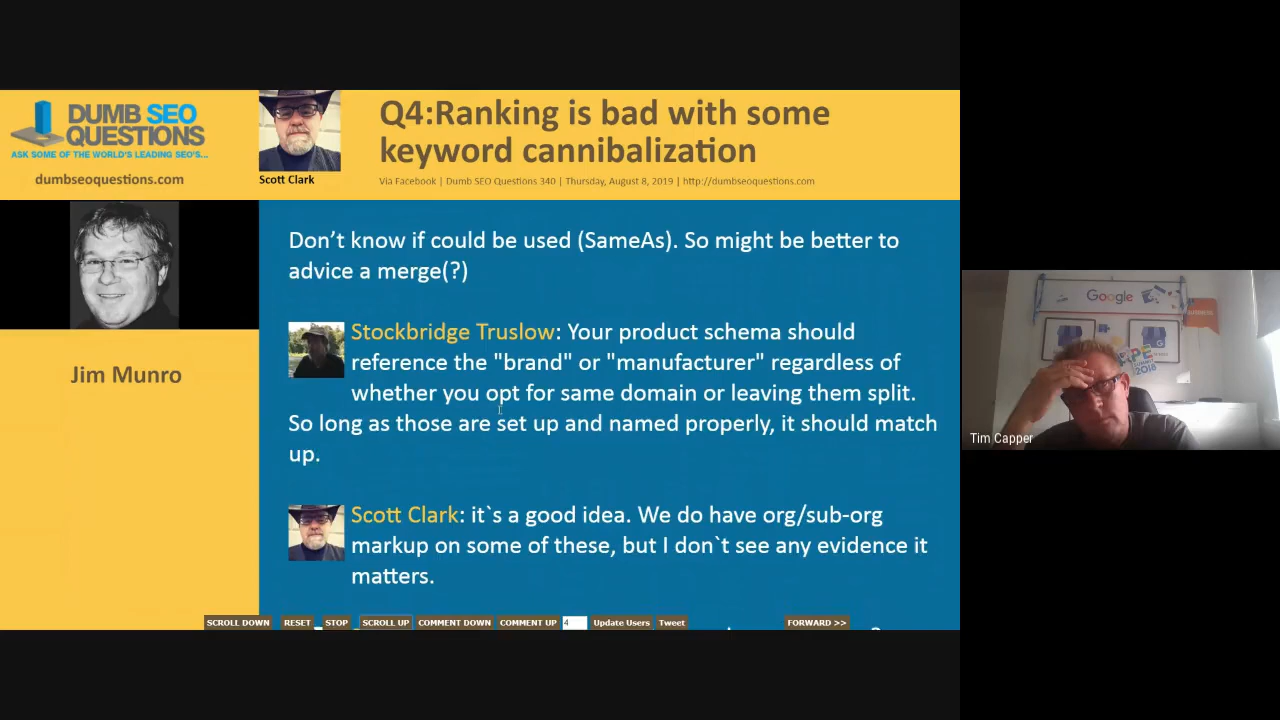 DUMB SEO
QUESTIONS
ASK SOME OF THE WORLD'S LEADING SEO'S...
dumbseoquestions.com
Scott Clark
Q4:Ranking is bad with some
keyword cannibalization
Via Facebook | Dumb SEO Questions 340 | Thursday, August 8, 2019 | http://dumbseoquestions.com
Jim Munro
Don't know if could be used (SameAs). So might be better to
advice a merge(?)
Stockbridge Truslow: Your product schema should
reference the "brand" or "manufacturer" regardless of
whether you opt for same domain or leaving them split.
So long as those are set up and named properly, it should match
up.
Scott Clark: it`s a good idea. We do have org/sub-org
markup on some of these, but I don`t see any evidence it
matters.
SCROLL DOWN
RESET
STOP
SCROLL UP
COMMENT DOWN
COMMENT UP
4
Update Users
Tweet
FORWARD >>
Google
2018
Tim Capper